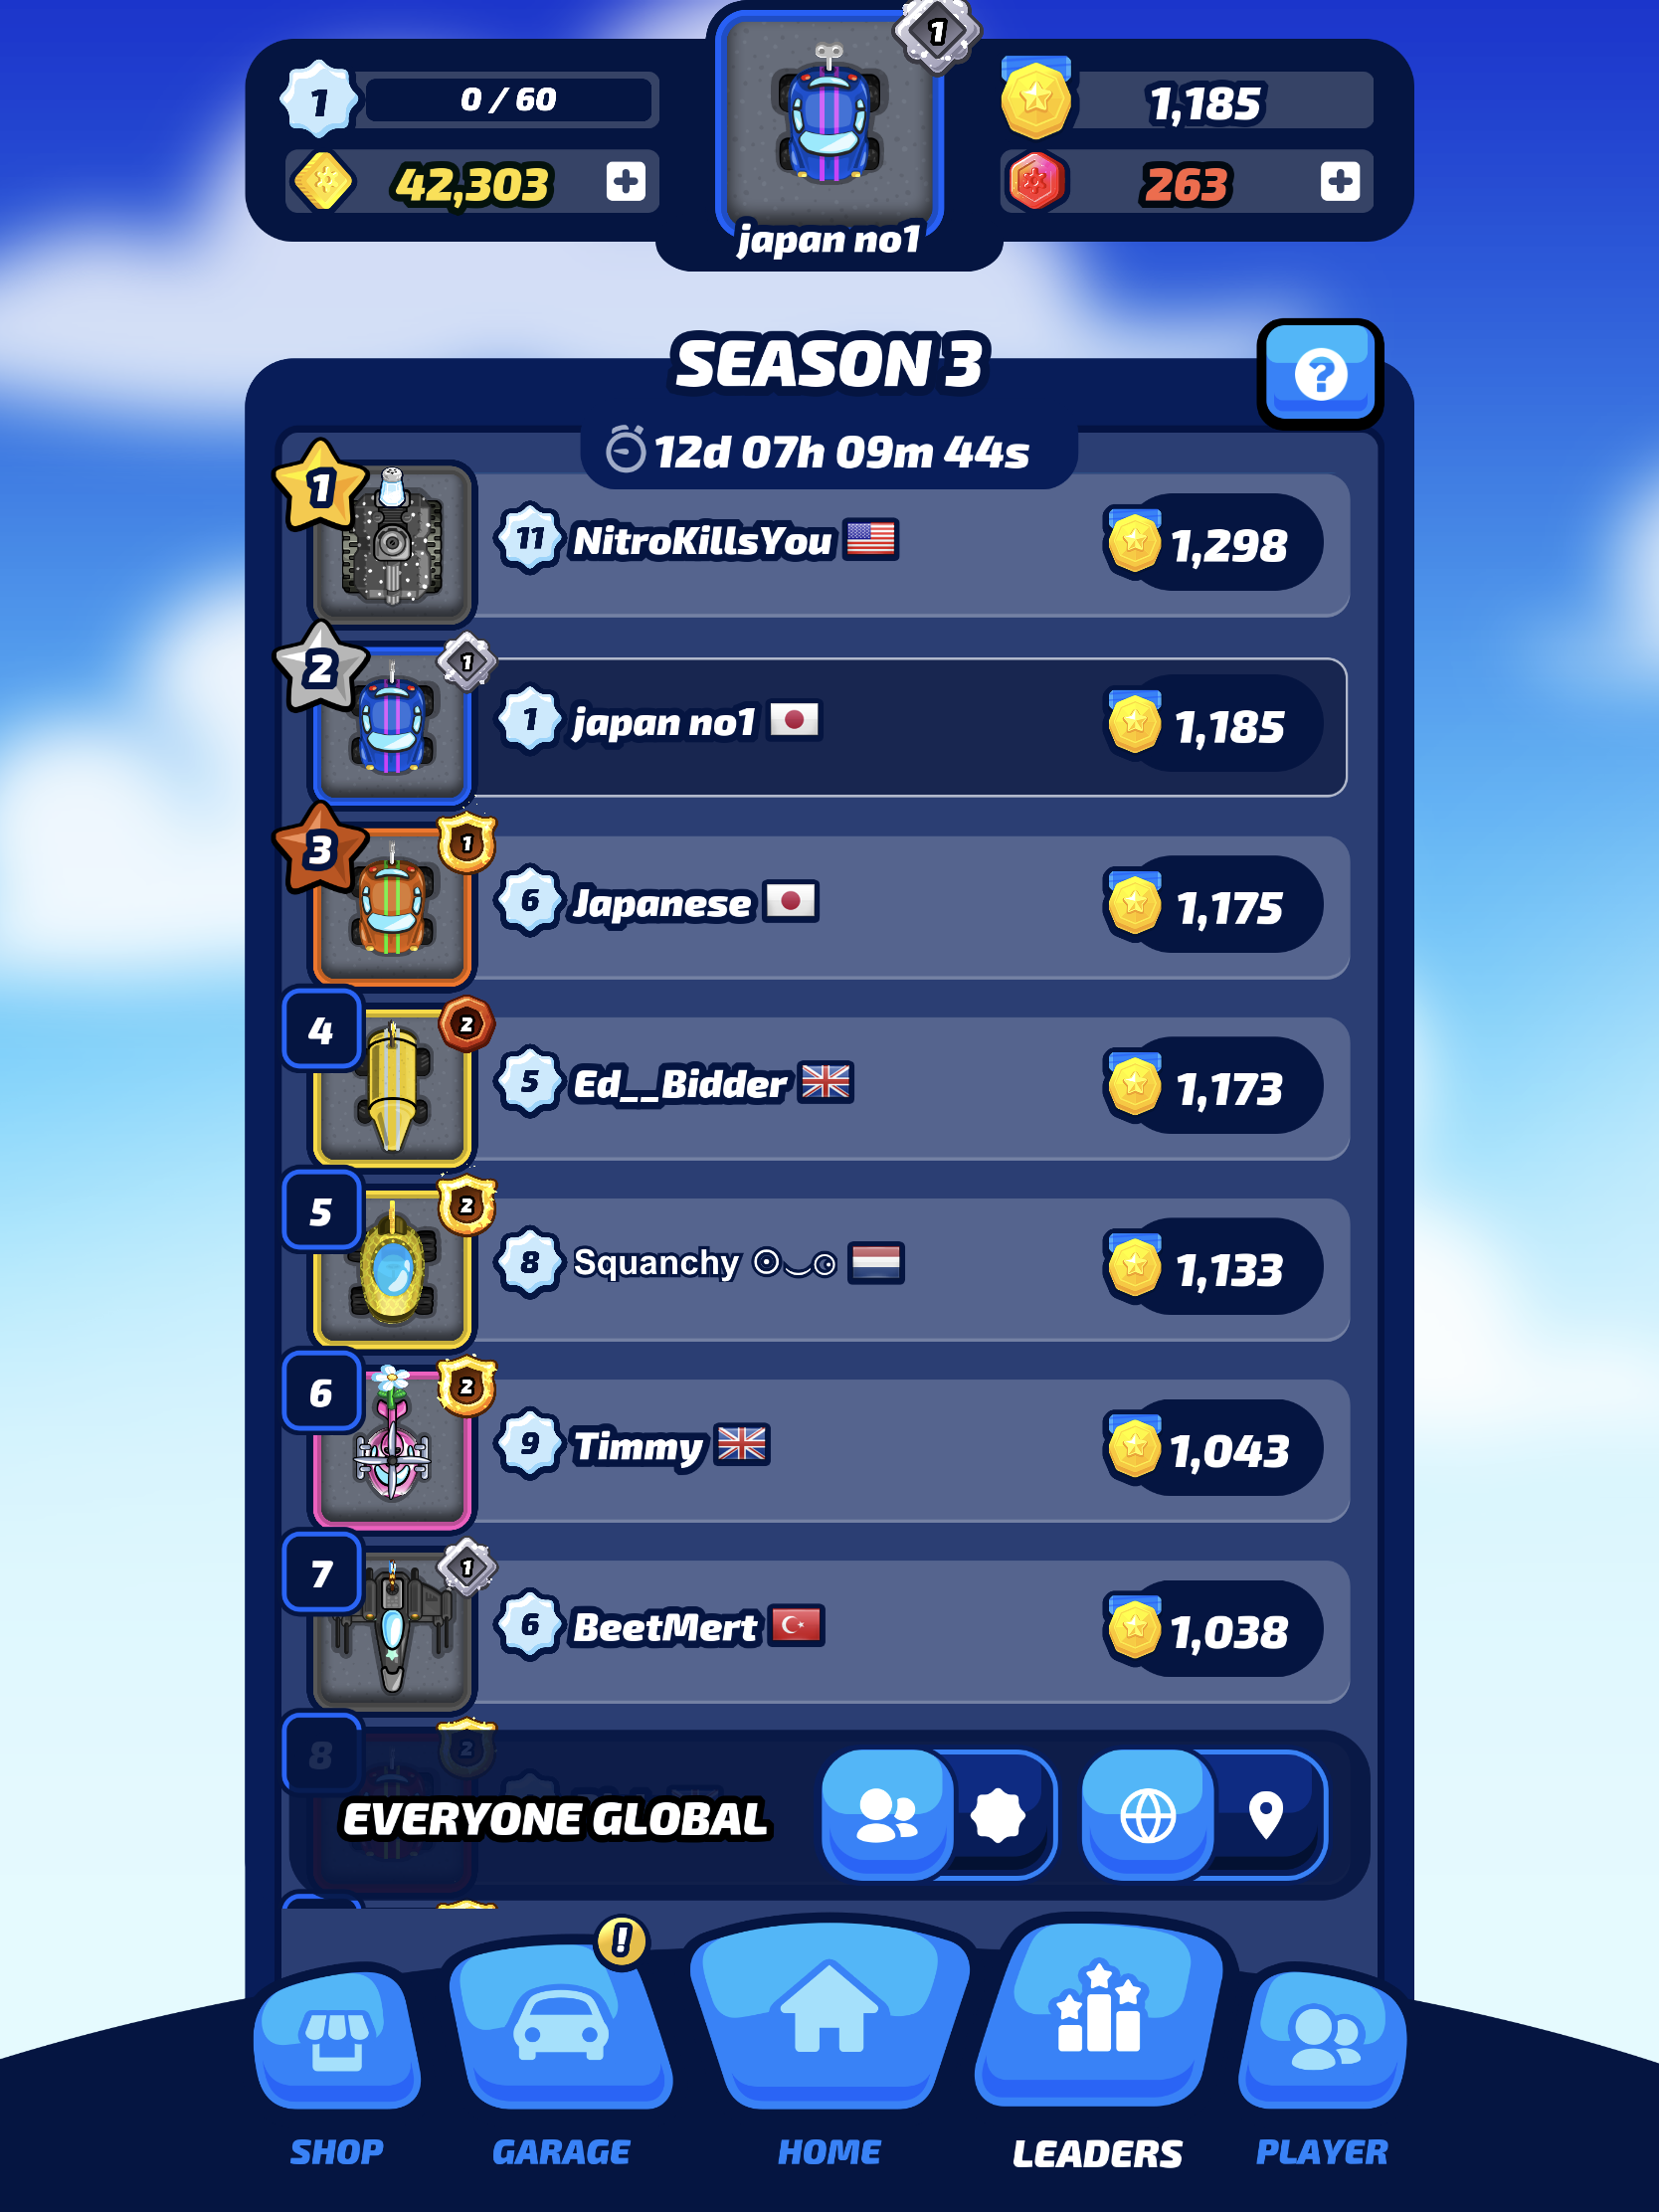 1
0 / 60
42,303
1
japan no1
1,185
263
SEASON 3
?
12d 07h 09m 44s
1
11 NitroKillsYou
1,298
2
1
1 japan no1
1,185
3
1
6 Japanese
1,175
4
2
5 Ed__Bidder
1,173
5
2
8 Squanchy ⊙‿⊙
1,133
6
2
9 Timmy
1,043
7
1
6 BeetMert
1,038
8
2
EVERYONE GLOBAL
!
SHOP
GARAGE
HOME
LEADERS
PLAYER